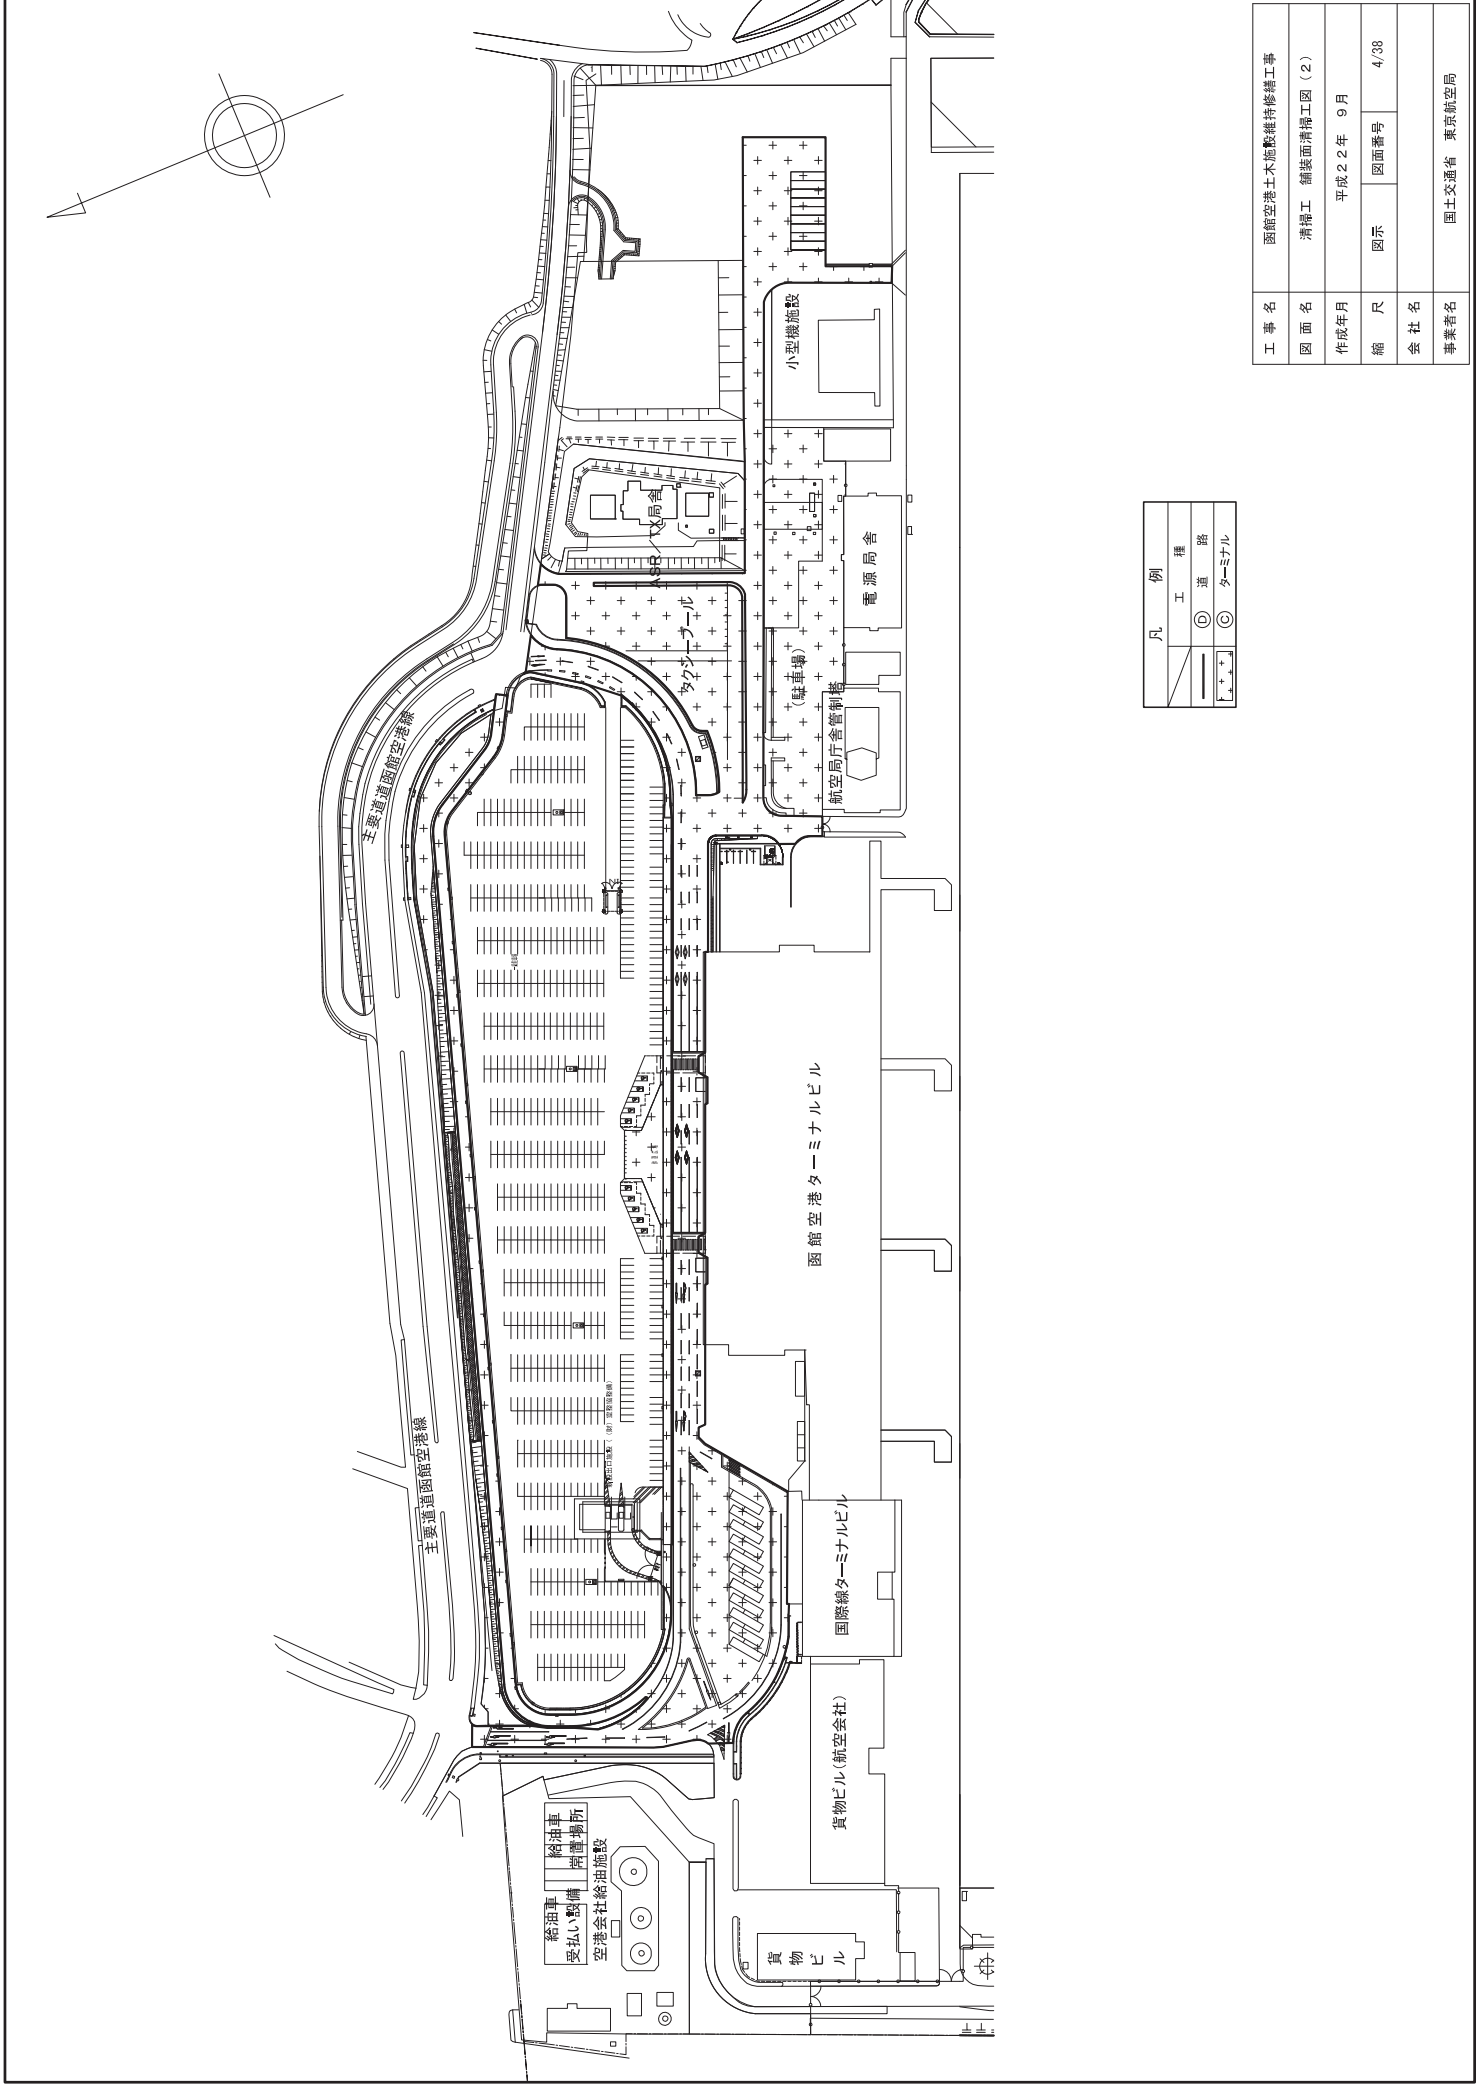 工事名 函館空港土木施設維持修繕工事
図面名 清掃工 舗装面清掃工図(2)
作成年月 平成22年 9月
縮尺 図示 図面番号 4/38
会社名
事業者名 国土交通省 東京航空局
凡例
工種
Ⓓ 道路
Ⓒ ターミナル
小型機施設
ASR/TX局舎
電源局舎
タクシープール
(駐車場)
航空局庁舎管制塔
主要道道函館空港線
函館空港ターミナルビル
主要道道函館空港線
国際線ターミナルビル
貨物ビル(航空会社)
給油車
常置場所
給油車
受払い設備
空港会社給油施設
貨物
ビル